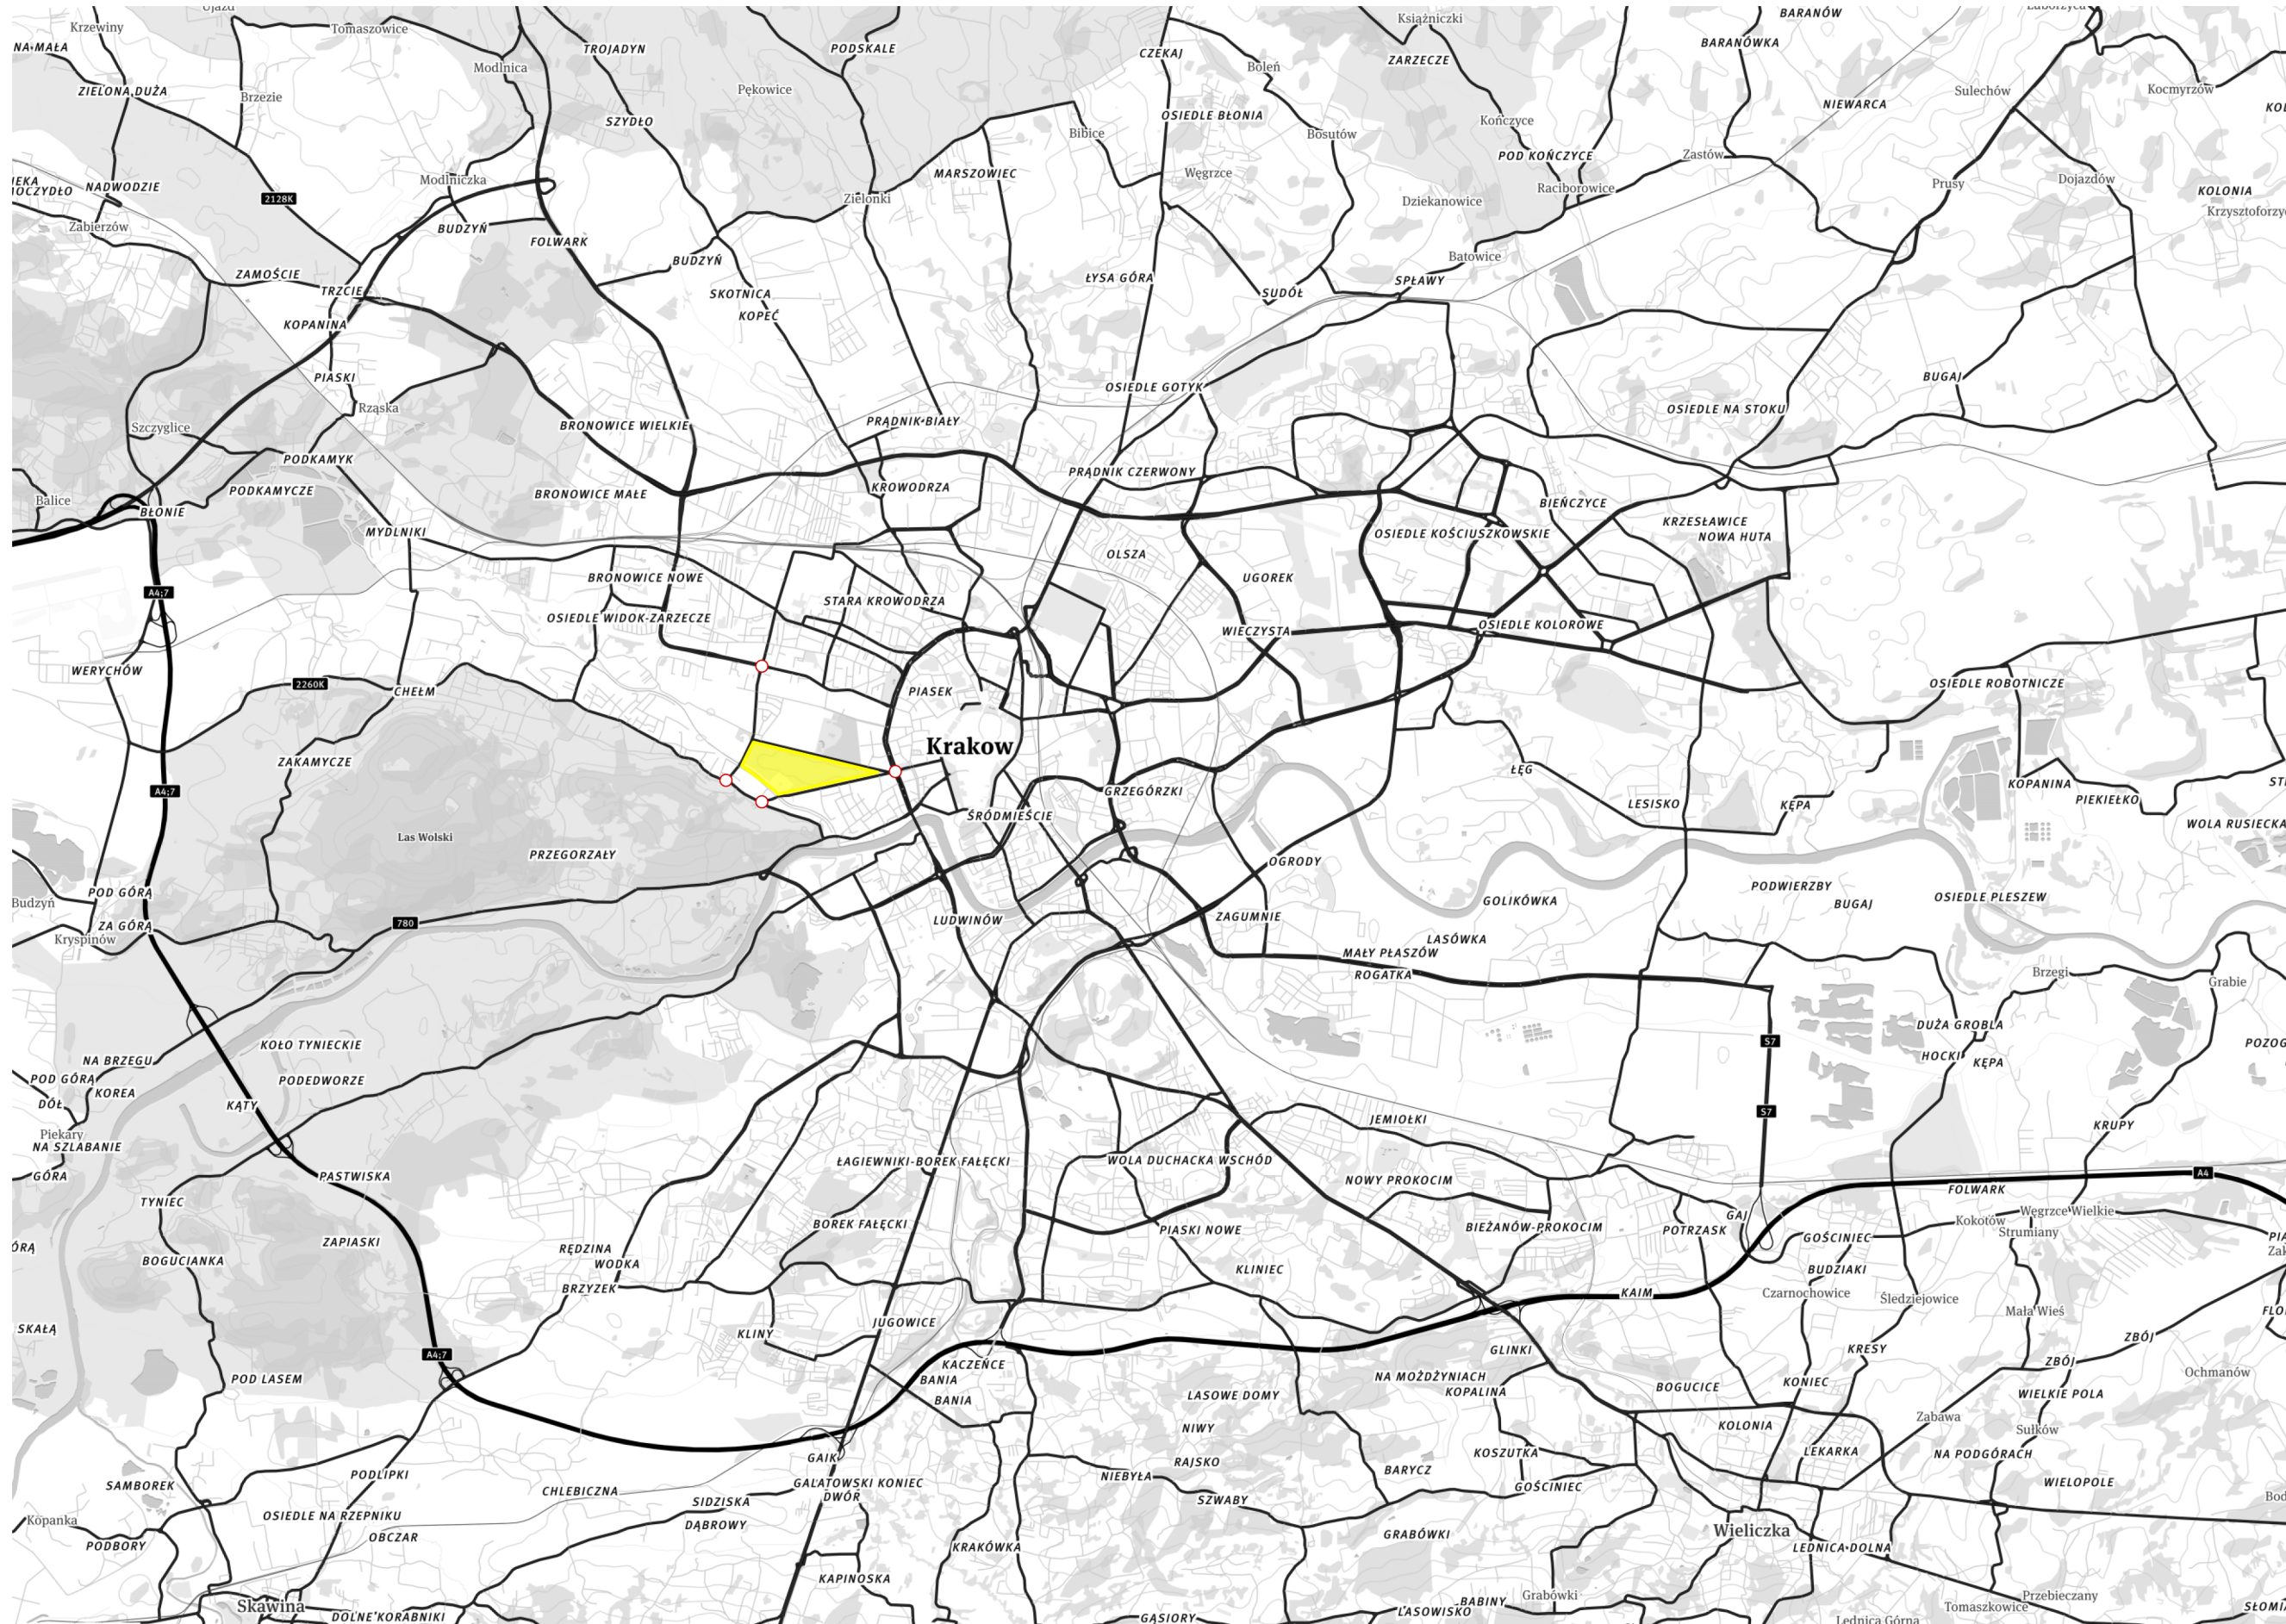 Krzewiny
Tomaszowice
TROJADYN
PODSKALE
CZEKAJ
Książniczki
BARANÓW
NA MAŁA
Modlnica
Boleń
ZARZECZE
BARANÓWKA
ZIELONA DUŻA
Brzezie
Pękowice
Sulechów
Kocmyrzów
SZYDŁO
OSIEDLE BŁONIA
NIEWARCA
Bibice
Bosutów
Kończyce
POD KOŃCZYCE
Zastów
NADWODZIE
2128K
Modlniczka
MARSZOWIEC
Węgrzce
Raciborowice
Prusy
Dojazdów
KOLONIA
Zabierzów
BUDZYŃ
FOLWARK
Zielonki
Dziekanowice
ZAMOŚCIE
BUDZYŃ
ŁYSA GÓRA
SUDÓŁ
Batowice
SPŁAWY
TRZCIE
SKOTNICA
KOPANINA
KOPEĆ
PIASKI
Rząska
OSIEDLE GOTYK
BUGAJ
Szczyglice
BRONOWICE WIELKIE
PRĄDNIK BIAŁY
OSIEDLE NA STOKU
PODKAMYK
PRĄDNIK CZERWONY
Balice
PODKAMYCZE
BRONOWICE MAŁE
KROWODRZA
BIEŃCZYCE
BŁONIE
MYDLNIKI
OSIEDLE KOŚCIUSZKOWSKIE
KRZESŁAWICE
NOWA HUTA
OLSZA
A4;7
BRONOWICE NOWE
UGOREK
STARA KROWODRZA
OSIEDLE WIDOK-ZARZECZE
WIECZYSTA
OSIEDLE KOLOROWE
WERYCHÓW
2260K
CHEŁM
PIASEK
OSIEDLE ROBOTNICZE
Krakow
ZAKAMYCZE
ŁĘG
A4;7
GRZEGÓRZKI
LESISKO
KĘPA
KOPANINA
PIEKIEŁKO
ŚRÓDMIEŚCIE
WOLA RUSIECKA
Las Wolski
PRZEGORZAŁY
OGRODY
POD GÓRĄ
Budzyń
PODWIERZBY
BUGAJ
OSIEDLE PLESZEW
GOLIKÓWKA
ZA GÓRĄ
780
LUDWINÓW
ZAGUMNIE
Kryspinów
LASÓWKA
MAŁY PŁASZÓW
ROGATKA
Brzegi
Grabie
KOŁO TYNIECKIE
NA BRZEGU
S7
DUŻA GROBLA
HOCKI
KĘPA
POD GÓRĄ
KOREA
PODEDWORZE
DÓŁ
KĄTY
S7
JEMIOŁKI
KRUPY
Piekary
NA SZLABANIE
GÓRA
PASTWISKA
ŁAGIEWNIKI-BOREK FAŁĘCKI
WOLA DUCHACKA WSCHÓD
NOWY PROKOCIM
A4
FOLWARK
TYNIEC
BOREK FAŁĘCKI
PIASKI NOWE
BIEŻANÓW-PROKOCIM
POTRZASK
GAJ
Kokotów
Węgrzce Wielkie
Strumiany
ZAPIASKI
RĘDZINA
GOŚCINIEC
BOGUCIANKA
WODKA
BRZYZEK
KLINIEC
BUDZIAKI
KAIM
Czarnochowice
Śledziejowice
Mała Wieś
SKAŁĄ
KLINY
JUGOWICE
ZBÓJ
A4;7
KACZEŃCE
GLINKI
KRESY
ZBÓJ
POD LASEM
BANIA
NA MOŻDŻYNIACH
KOPALINA
BOGUCICE
KONIEC
Ochmanów
WIELKIE POLA
BANIA
LASOWE DOMY
NIWY
KOLONIA
Zabawa
Sułków
GAIK
RAJSKO
KOSZUTKA
LEKARKA
NA PODGÓRACH
PODLIPKI
NIEBYŁA
BARYCZ
SAMBOREK
CHLEBICZNA
GALATOWSKI KONIEC
DWÓR
GOŚCINIEC
WIELOPOLE
SIDZISKA
SZWABY
OSIEDLE NA RZEPNIKU
DĄBROWY
Kopanka
OBCZAR
GRABÓWKI
Wieliczka
PODBORY
KRAKÓWKA
LEDNICA DOLNA
KAPINOSKA
Grabówki
BABINY
Przebieczany
Skawina
DOLNE KORABNIKI
GĄSIORY
LASOWISKO
Tomaszkowice
Lednica Górna